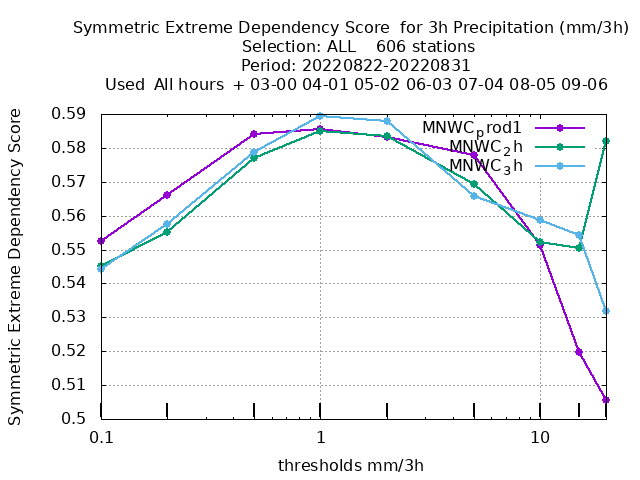 Symmetric Extreme Dependency Score  for 3h Precipitation (mm/3h)
Selection: ALL    606 stations
Period: 20220822-20220831
Used  All hours  + 03-00 04-01 05-02 06-03 07-04 08-05 09-06
Symmetric Extreme Dependency Score
0.59
0.58
0.57
0.56
0.55
0.54
0.53
0.52
0.51
0.5
MNWCprod1
MNWC2h
MNWC3h
0.1 1 10
thresholds mm/3h